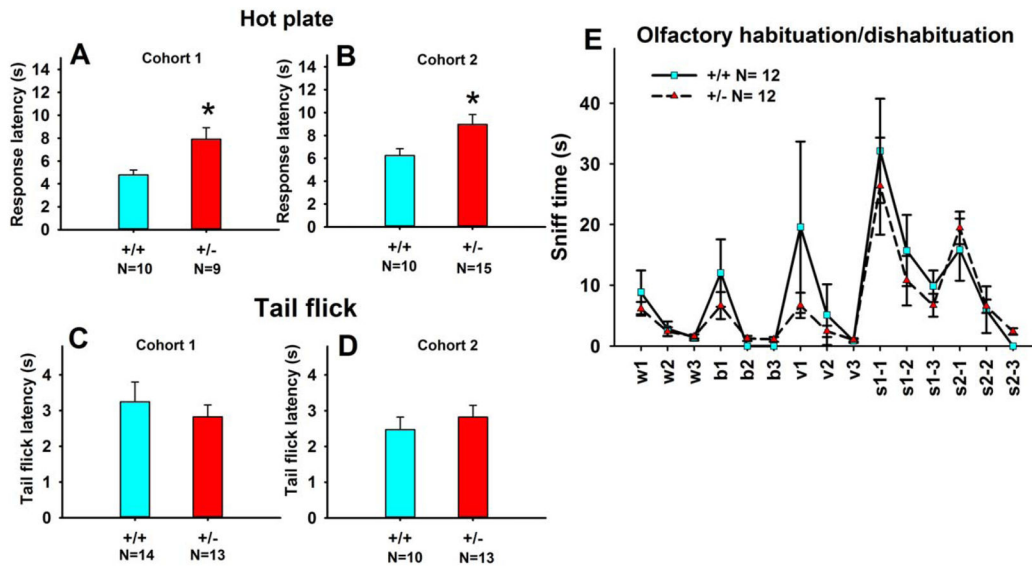 Hot plate
A
Cohort 1
Response latency (s)
14
12
10
8
6
4
2
0
*
+/+
N=10
+/-
N=9
B
Cohort 2
Response latency (s)
14
12
10
8
6
4
2
0
*
+/+
N=10
+/-
N=15
Tail flick
C
Cohort 1
Tail flick latency (s)
5
4
3
2
1
0
+/+
N=14
+/-
N=13
D
Cohort 2
Tail flick latency (s)
5
4
3
2
1
0
+/+
N=10
+/-
N=13
E
Olfactory habituation/dishabituation
+/+ N= 12
+/- N= 12
Sniff time (s)
40
30
20
10
0
w1
w2
w3
b1
b2
b3
v1
v2
v3
s1-1
s1-2
s1-3
s2-1
s2-2
s2-3